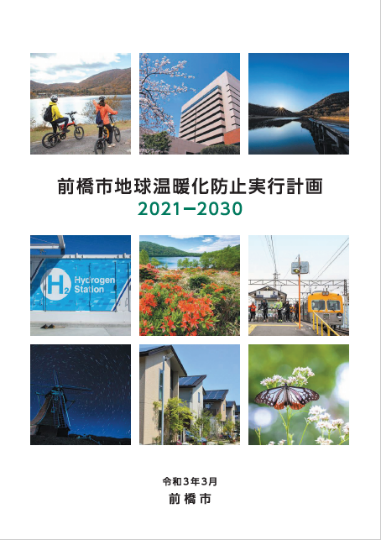 前橋市地球温暖化防止実行計画
2021−2030
H2
Hydrogen
Station
令和3年3月
前橋市